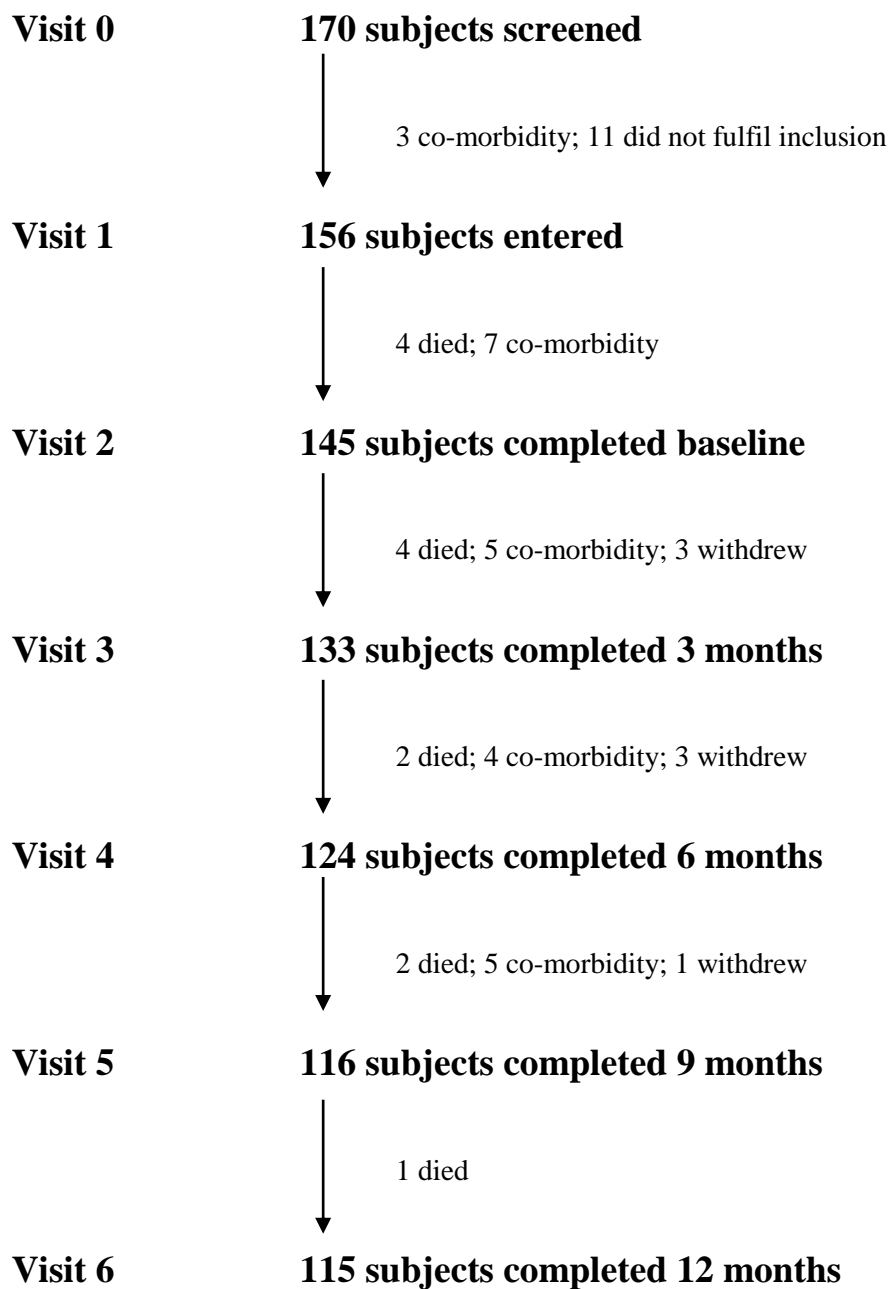 Visit 0 170 subjects screened
3 co-morbidity; 11 did not fulfil inclusion
Visit 1 156 subjects entered
4 died; 7 co-morbidity
Visit 2 145 subjects completed baseline
4 died; 5 co-morbidity; 3 withdrew
Visit 3 133 subjects completed 3 months
2 died; 4 co-morbidity; 3 withdrew
Visit 4 124 subjects completed 6 months
2 died; 5 co-morbidity; 1 withdrew
Visit 5 116 subjects completed 9 months
1 died
Visit 6 115 subjects completed 12 months